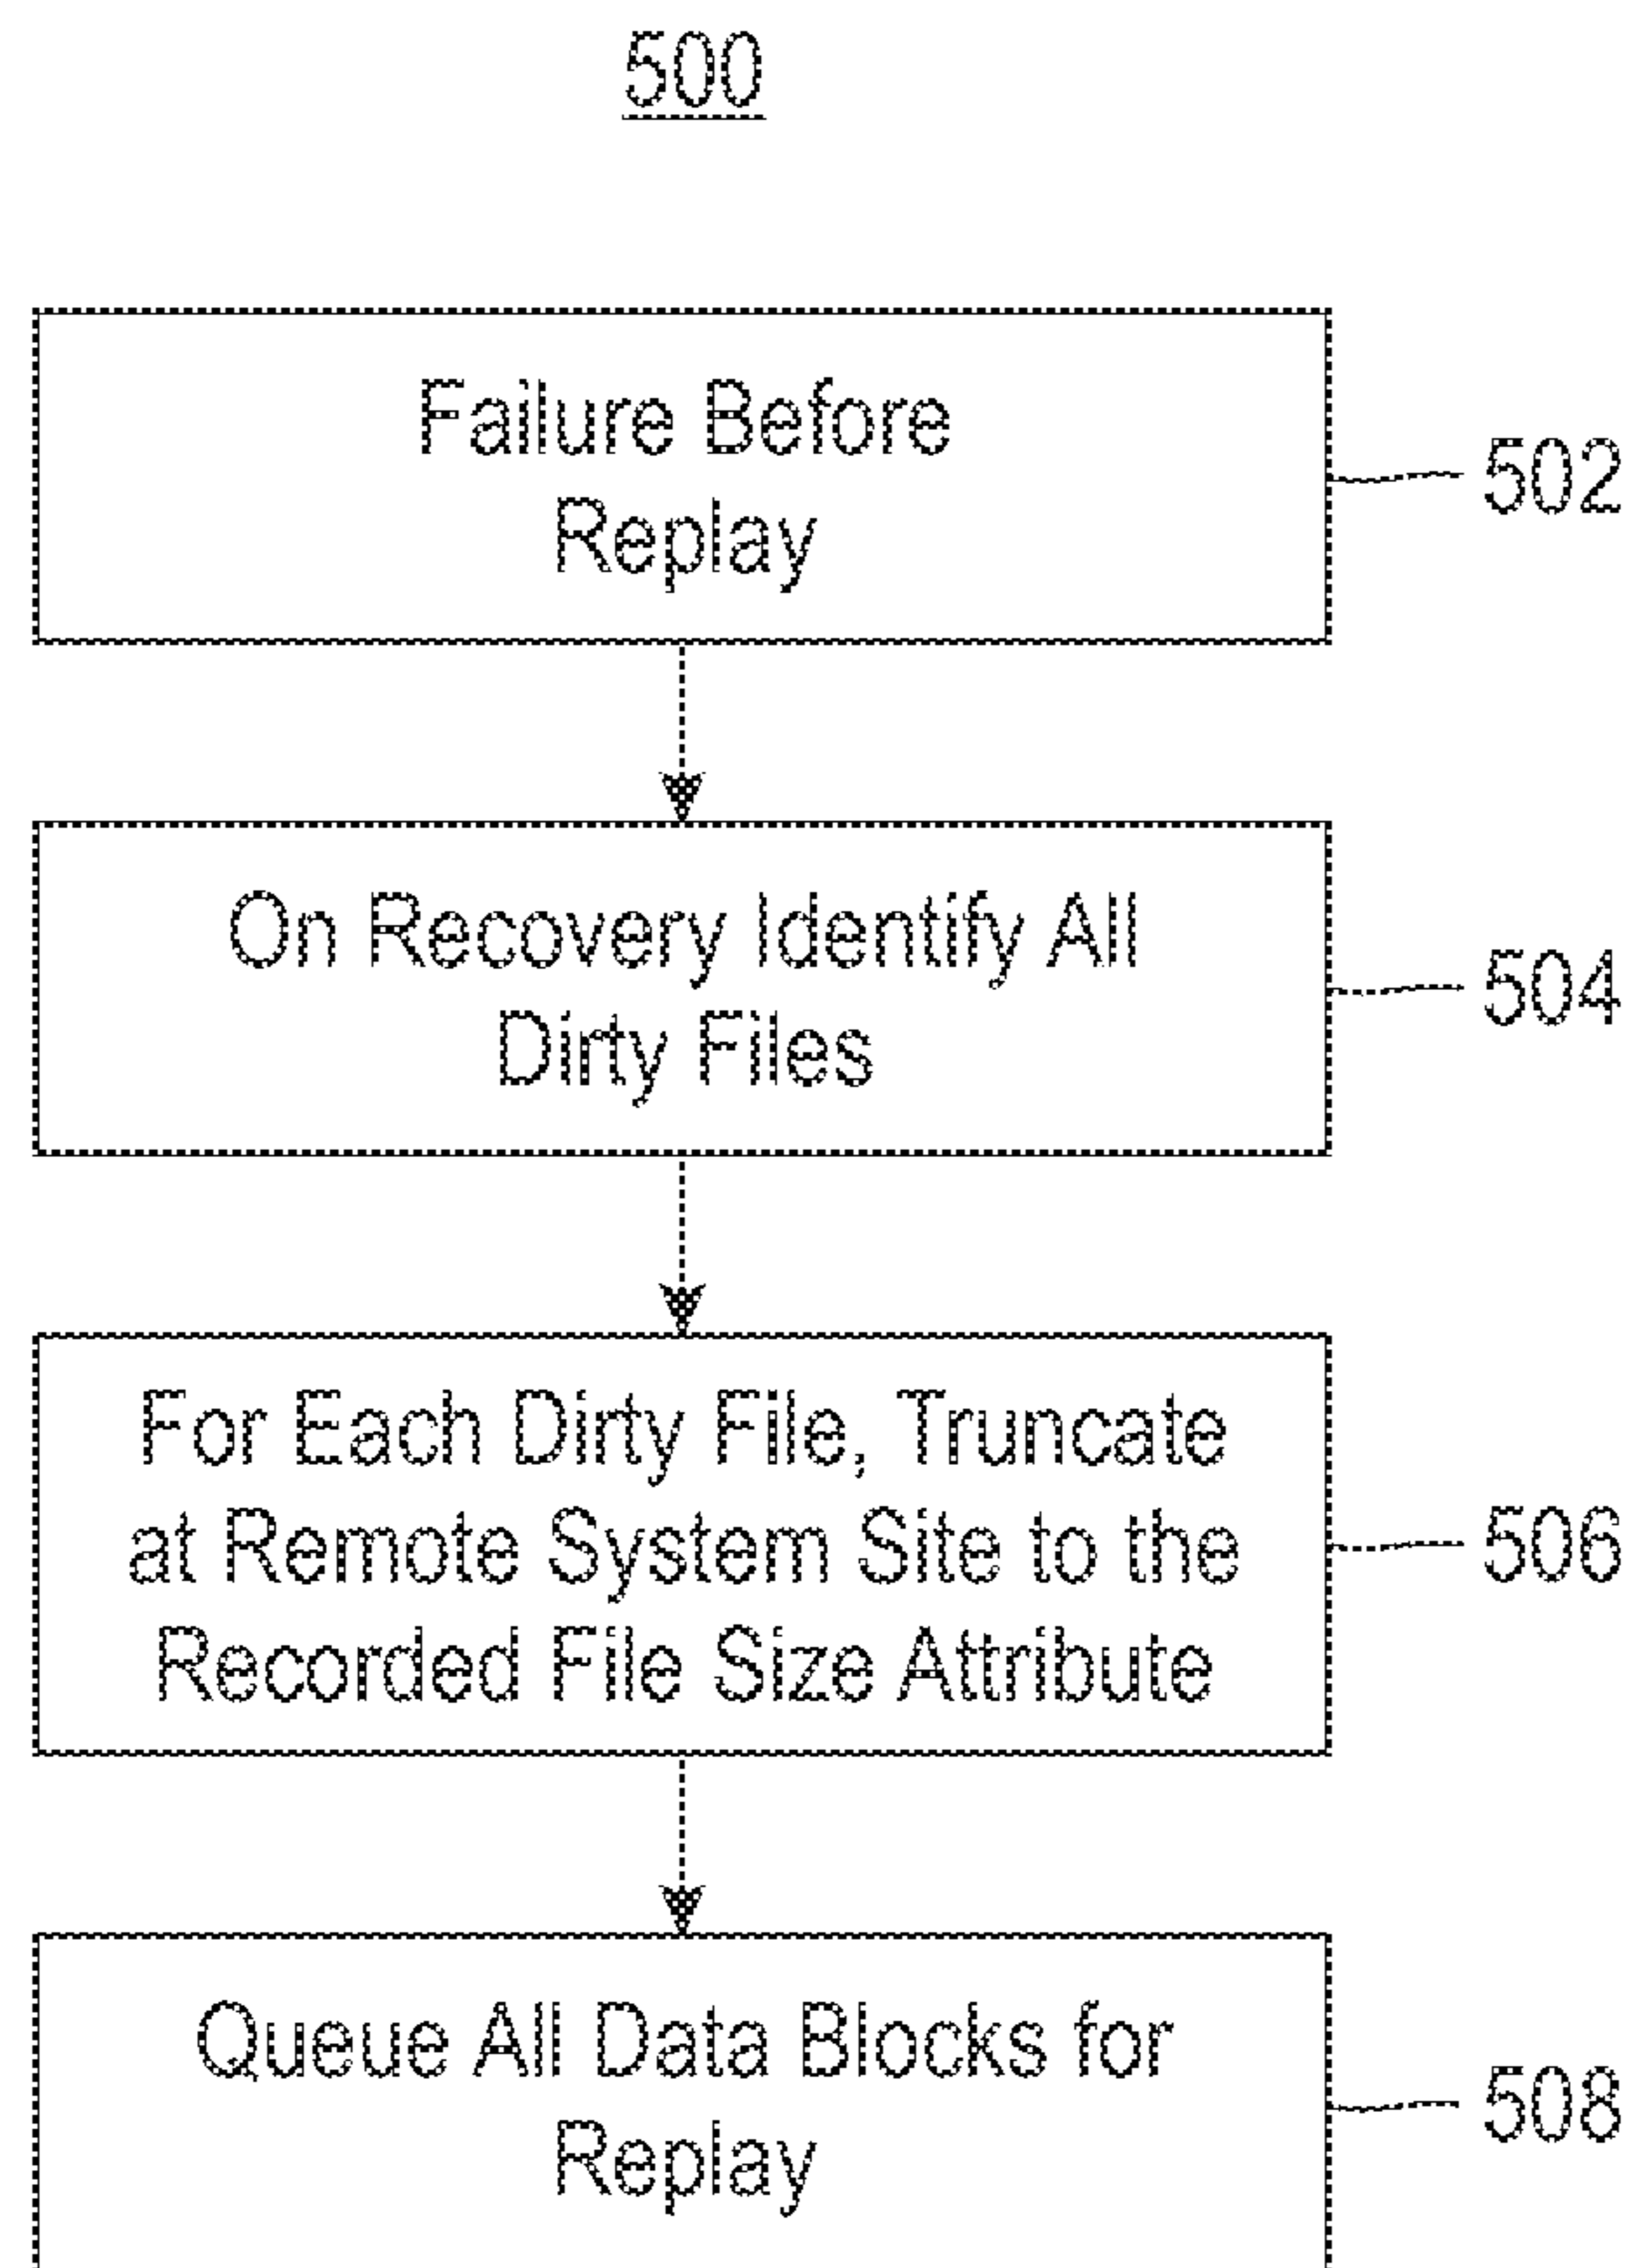 500
Failure Before
Replay
502
On Recovery Identify All
Dirty Files
504
For Each Dirty File, Truncate
at Remote System Site to the
Recorded File Size Attribute
506
Queue All Data Blocks for
Replay
508